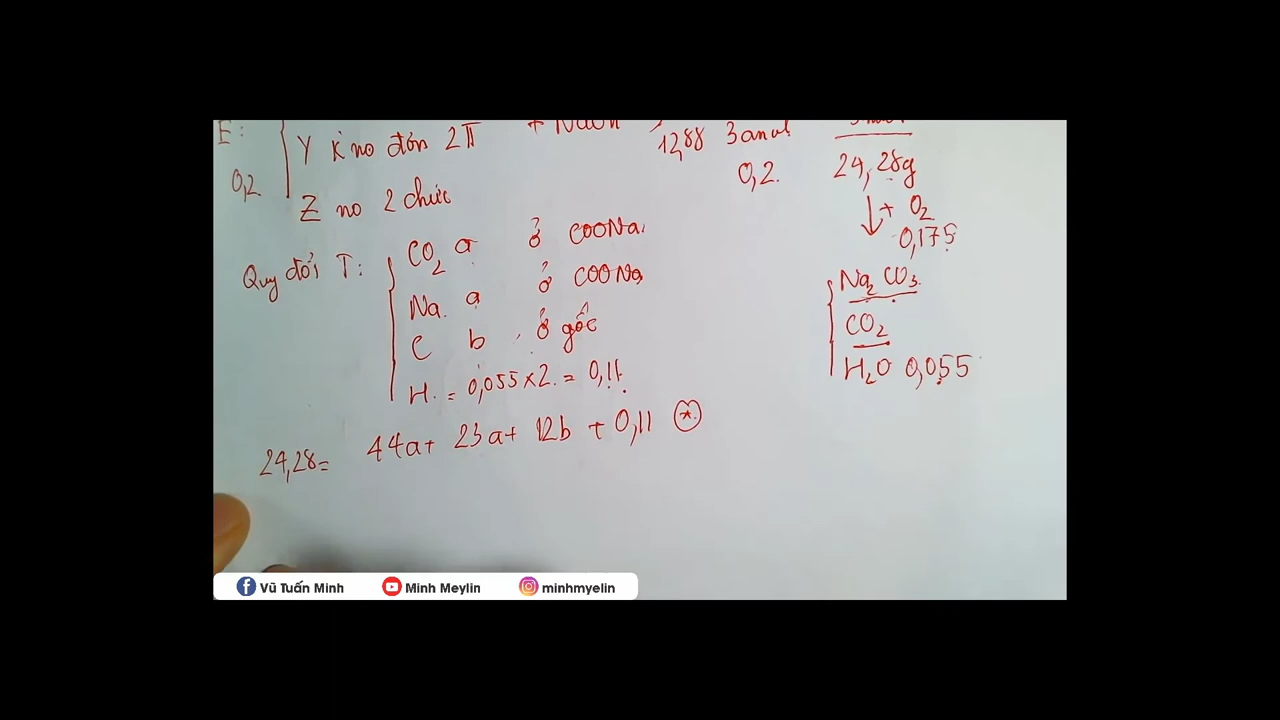 E:
Y k no đơn 2π + NaOH 12,88 3 ancol
0,2 0,2. 24,28g
Z no 2 chức + O2
0,175
Quy đổi T: CO2 a ở COONa
Na a ở COONa
C b ở gốc
H = 0,055 x 2 = 0,11
Na2CO3
CO2
H2O 0,055
24,28 = 44a + 23a + 12b + 0,11 (*)
Vũ Tuấn Minh Minh Meylin minhmyelin